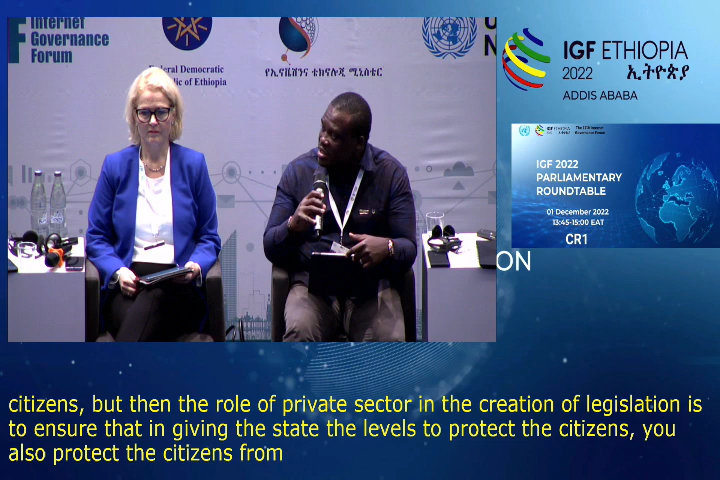 Internet
Governance
Forum
Federal Democratic
lic of Ethiopia
የኢኖቬሽንና ቴክኖሎጂ ሚኒስቴር
U
N
IGF ETHIOPIA
2022 ኢትዮጵያ
ADDIS ABABA
IGF ETHIOPIA
IGF 2022
PARLIAMENTARY
ROUNDTABLE
01 December 2022
13:45-15:00 EAT
CR1
ON
citizens, but then the role of private sector in the creation of legislation is
to ensure that in giving the state the levels to protect the citizens, you
also protect the citizens from